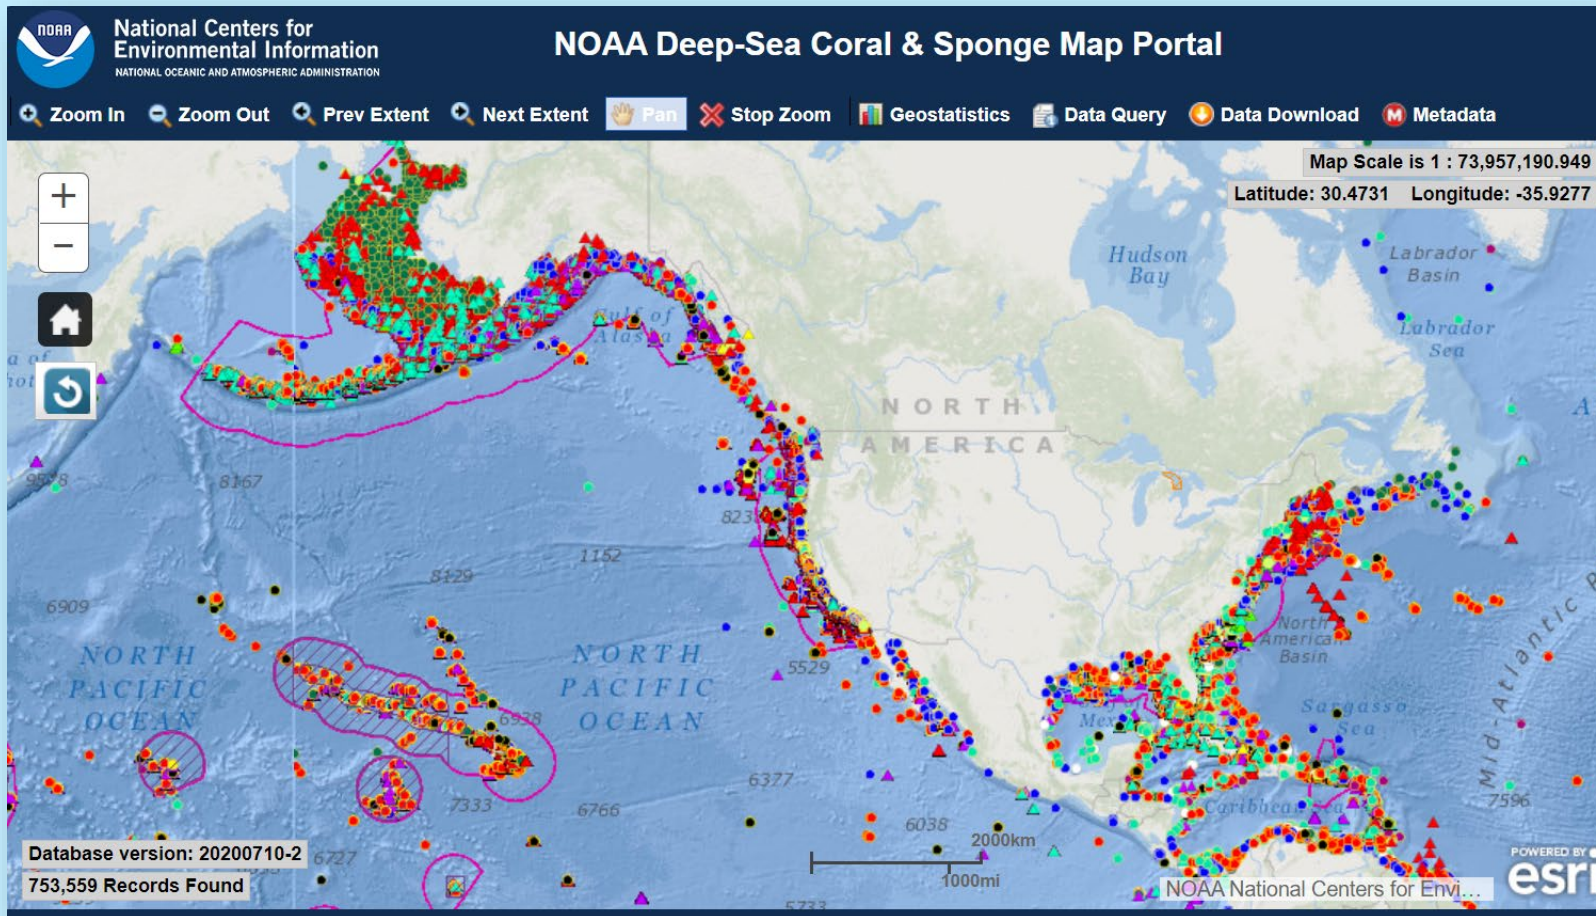 NOAA
National Centers for
Environmental Information
NATIONAL OCEANIC AND ATMOSPHERIC ADMINISTRATION
NOAA Deep-Sea Coral & Sponge Map Portal
Zoom In
Zoom Out
Prev Extent
Next Extent
Pan
Stop Zoom
Geostatistics
Data Query
Data Download
M
Metadata
Map Scale is 1 : 73,957,190.949
Latitude: 30.4731 Longitude: -35.9277
+
−
Hudson
Bay
Labrador
Basin
Labrador
Sea
Gulf of
Alaska
NORTH
AMERICA
8167
1152
8129
6909
North
American
Basin
NORTH
PACIFIC
OCEAN
NORTH
PACIFIC
OCEAN
5529
6938
Sargasso
Sea
Mid-Atlantic
6377
7333
6766
6038
7596
Caribbean Sea
2000km
1000mi
Database version: 20200710-2
6727
753,559 Records Found
5733
NOAA National Centers for Envi...
POWERED BY
esri